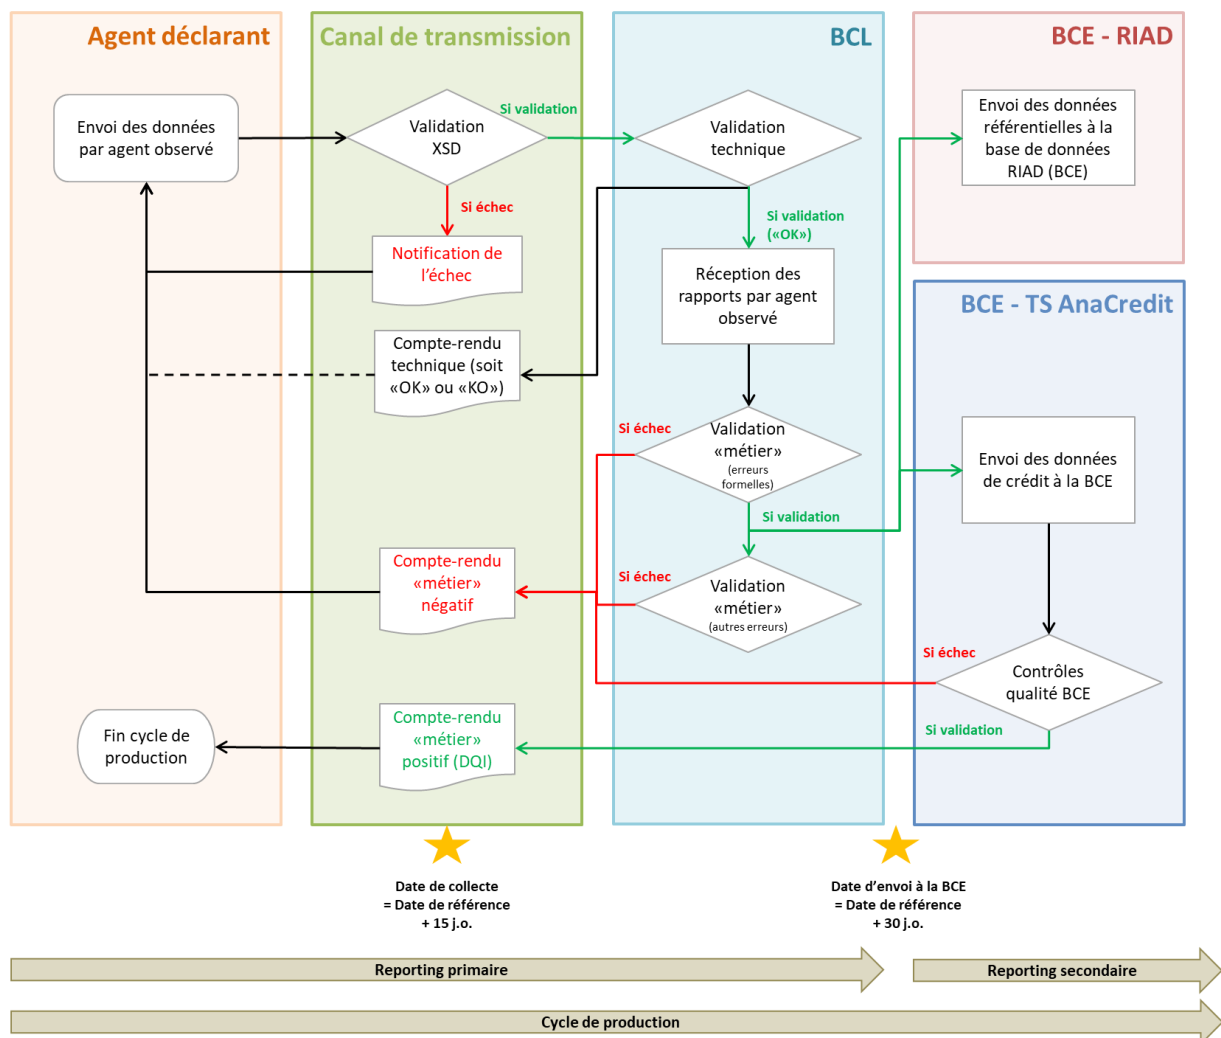 Agent déclarant
Canal de transmission
BCL
BCE - RIAD
Envoi des données
par agent observé
Validation
XSD
Si validation
Validation
technique
Envoi des données
référentielles à la
base de données
RIAD (BCE)
Si échec
Si validation
(«OK»)
Notification de
l’échec
Réception des
rapports par agent
observé
BCE - TS AnaCredit
Compte-rendu
technique (soit
«OK» ou «KO»)
Si échec
Validation
«métier»
(erreurs
formelles)
Envoi des données
de crédit à la BCE
Si validation
Compte-rendu
«métier»
négatif
Si échec
Validation
«métier»
(autres erreurs)
Si échec
Contrôles
qualité BCE
Fin cycle de
production
Compte-rendu
«métier»
positif (DQI)
Si validation
Date de collecte
= Date de référence
+ 15 j.o.
Date d’envoi à la BCE
= Date de référence
+ 30 j.o.
Reporting primaire
Reporting secondaire
Cycle de production